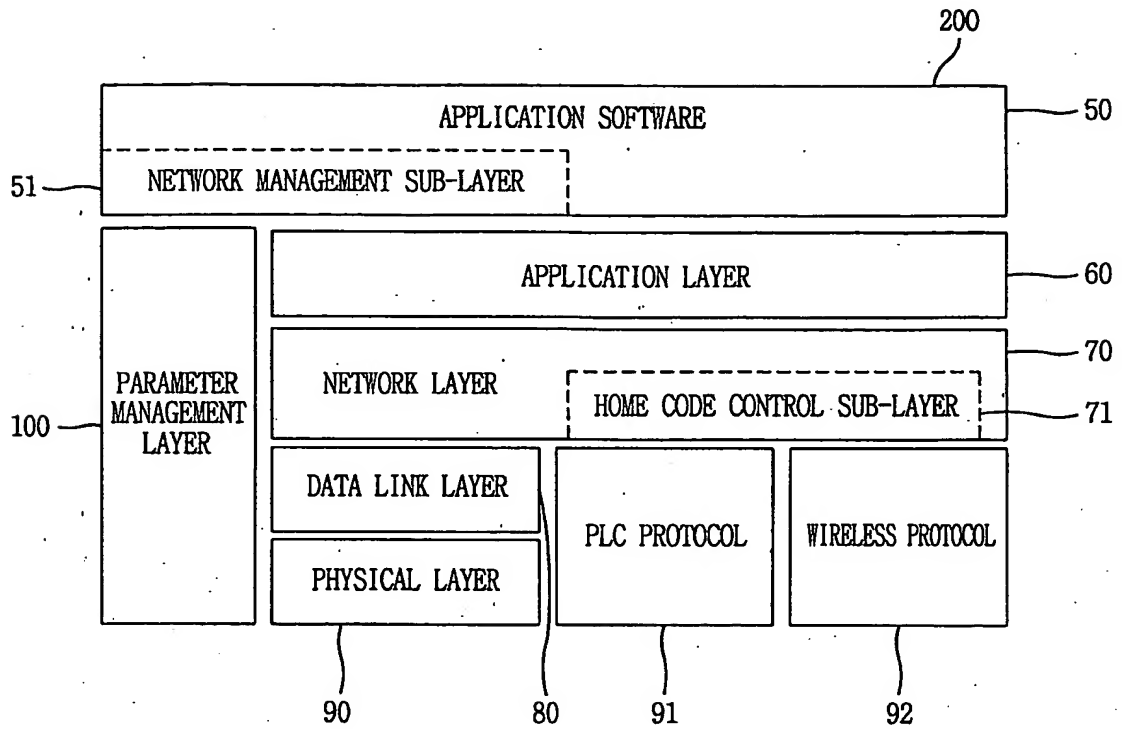 200
APPLICATION SOFTWARE
50
NETWORK MANAGEMENT SUB-LAYER
51
APPLICATION LAYER
60
NETWORK LAYER
70
HOME CODE CONTROL SUB-LAYER
71
PARAMETER
MANAGEMENT
LAYER
100
DATA LINK LAYER
PLC PROTOCOL
WIRELESS PROTOCOL
PHYSICAL LAYER
90
80
91
92